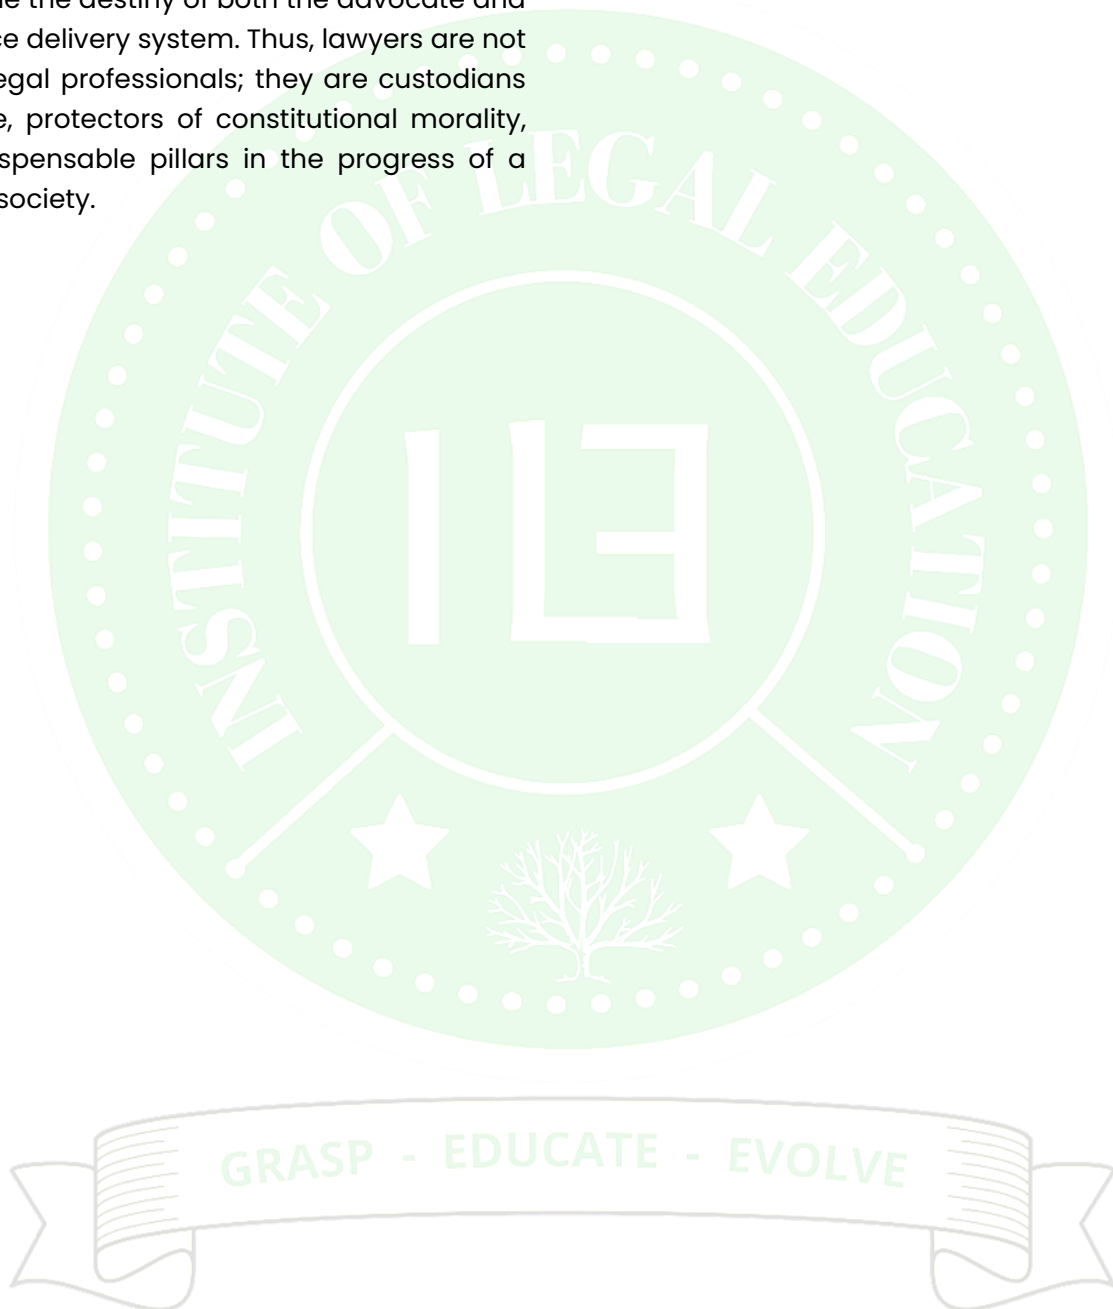 the destiny of both the advocate and
delivery system. Thus, lawyers are not
legal professionals; they are custodians
protectors of constitutional morality,
pillars in the progress of a
society.
INSTITUTE OF LEGAL EDUCATION
ILE
GRASP - EDUCATE - EVOLVE